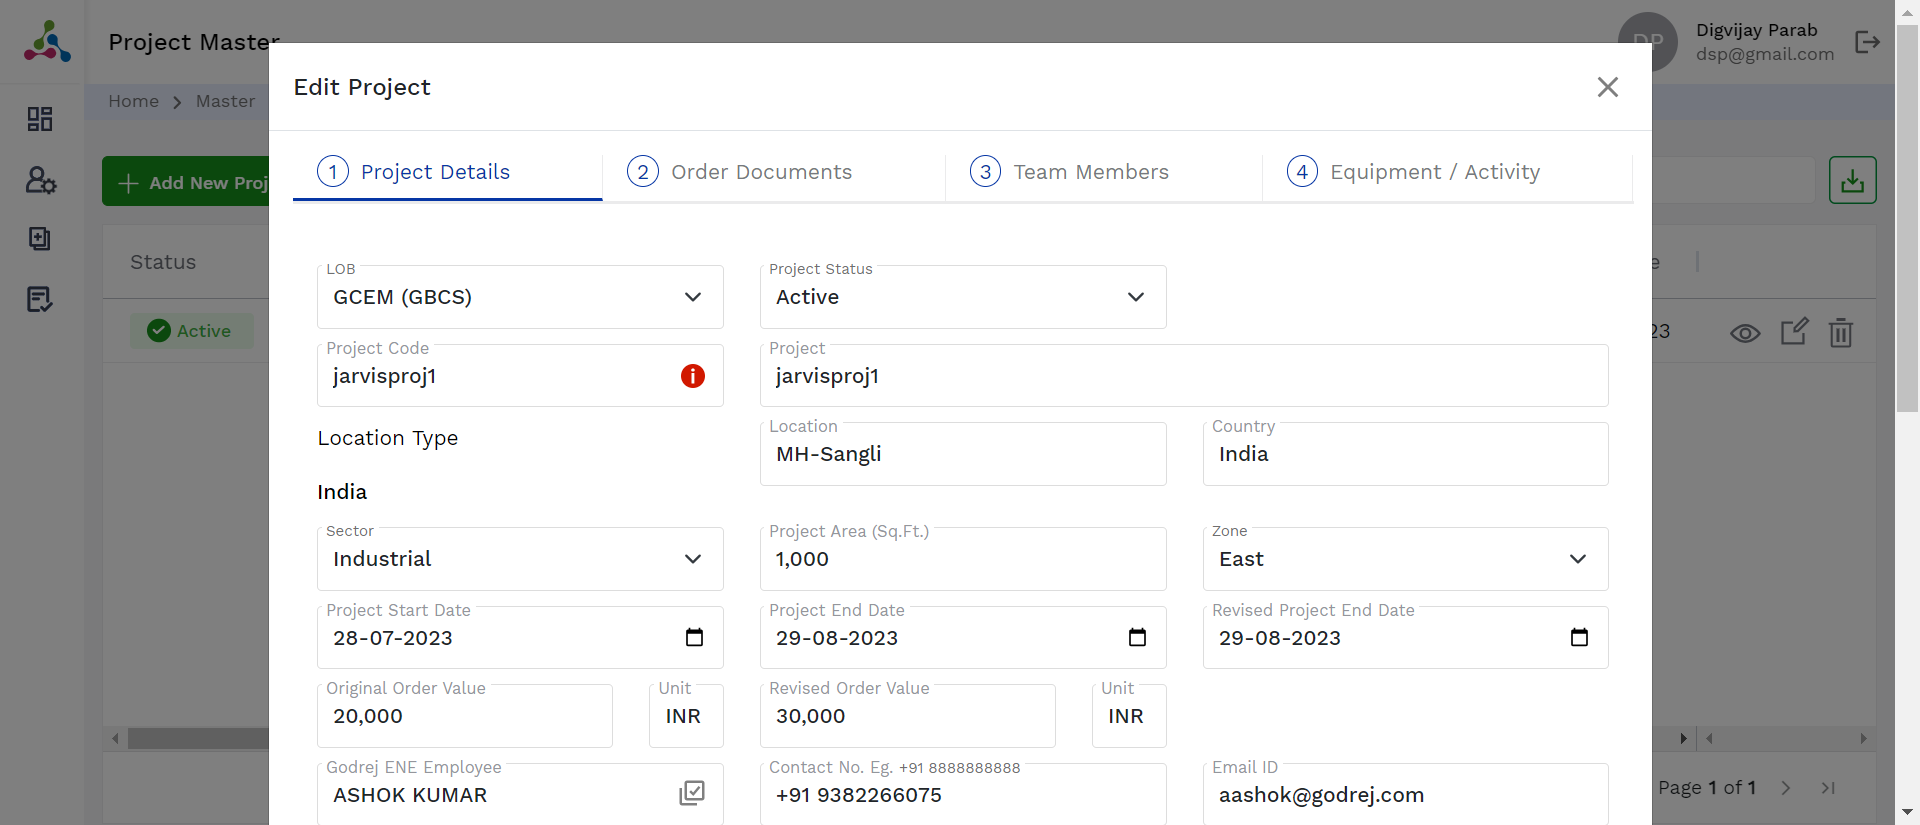 Project Master
DP
Digvijay Parab
dsp@gmail.com
Home > Master
Add New Proj
Status
Active
23
Page 1 of 1
Edit Project
1 Project Details
2 Order Documents
3 Team Members
4 Equipment / Activity
LOB
GCEM (GBCS)
Project Status
Active
Project Code
jarvisproj1
Project
jarvisproj1
Location Type
India
Location
MH-Sangli
Country
India
Sector
Industrial
Project Area (Sq.Ft.)
1,000
Zone
East
Project Start Date
28-07-2023
Project End Date
29-08-2023
Revised Project End Date
29-08-2023
Original Order Value
20,000
Unit
INR
Revised Order Value
30,000
Unit
INR
Godrej ENE Employee
ASHOK KUMAR
Contact No. Eg. +91 8888888888
+91 9382266075
Email ID
aashok@godrej.com